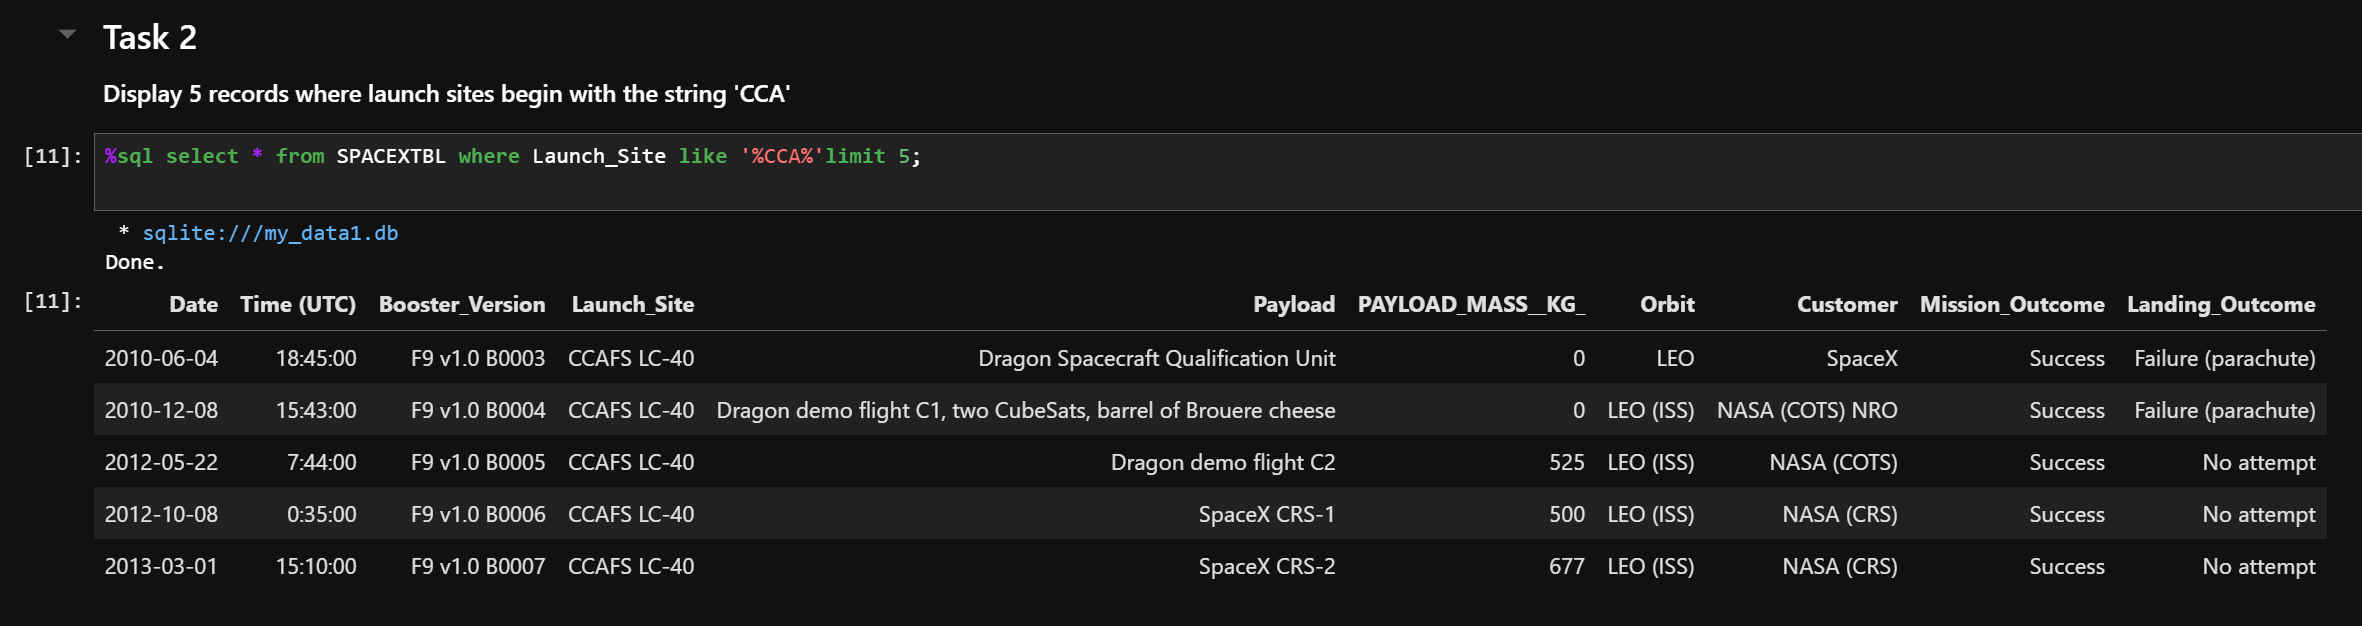 Task 2
Display 5 records where launch sites begin with the string 'CCA'
[11]: %sql select * from SPACEXTBL where Launch_Site like '%CCA%'limit 5;
* sqlite:///my_data1.db
Done.
[11]: Date Time (UTC) Booster_Version Launch_Site Payload PAYLOAD_MASS__KG_ Orbit Customer Mission_Outcome Landing_Outcome
2010-06-04 18:45:00 F9 v1.0 B0003 CCAFS LC-40 Dragon Spacecraft Qualification Unit 0 LEO SpaceX Success Failure (parachute)
2010-12-08 15:43:00 F9 v1.0 B0004 CCAFS LC-40 Dragon demo flight C1, two CubeSats, barrel of Brouere cheese 0 LEO (ISS) NASA (COTS) NRO Success Failure (parachute)
2012-05-22 7:44:00 F9 v1.0 B0005 CCAFS LC-40 Dragon demo flight C2 525 LEO (ISS) NASA (COTS) Success No attempt
2012-10-08 0:35:00 F9 v1.0 B0006 CCAFS LC-40 SpaceX CRS-1 500 LEO (ISS) NASA (CRS) Success No attempt
2013-03-01 15:10:00 F9 v1.0 B0007 CCAFS LC-40 SpaceX CRS-2 677 LEO (ISS) NASA (CRS) Success No attempt